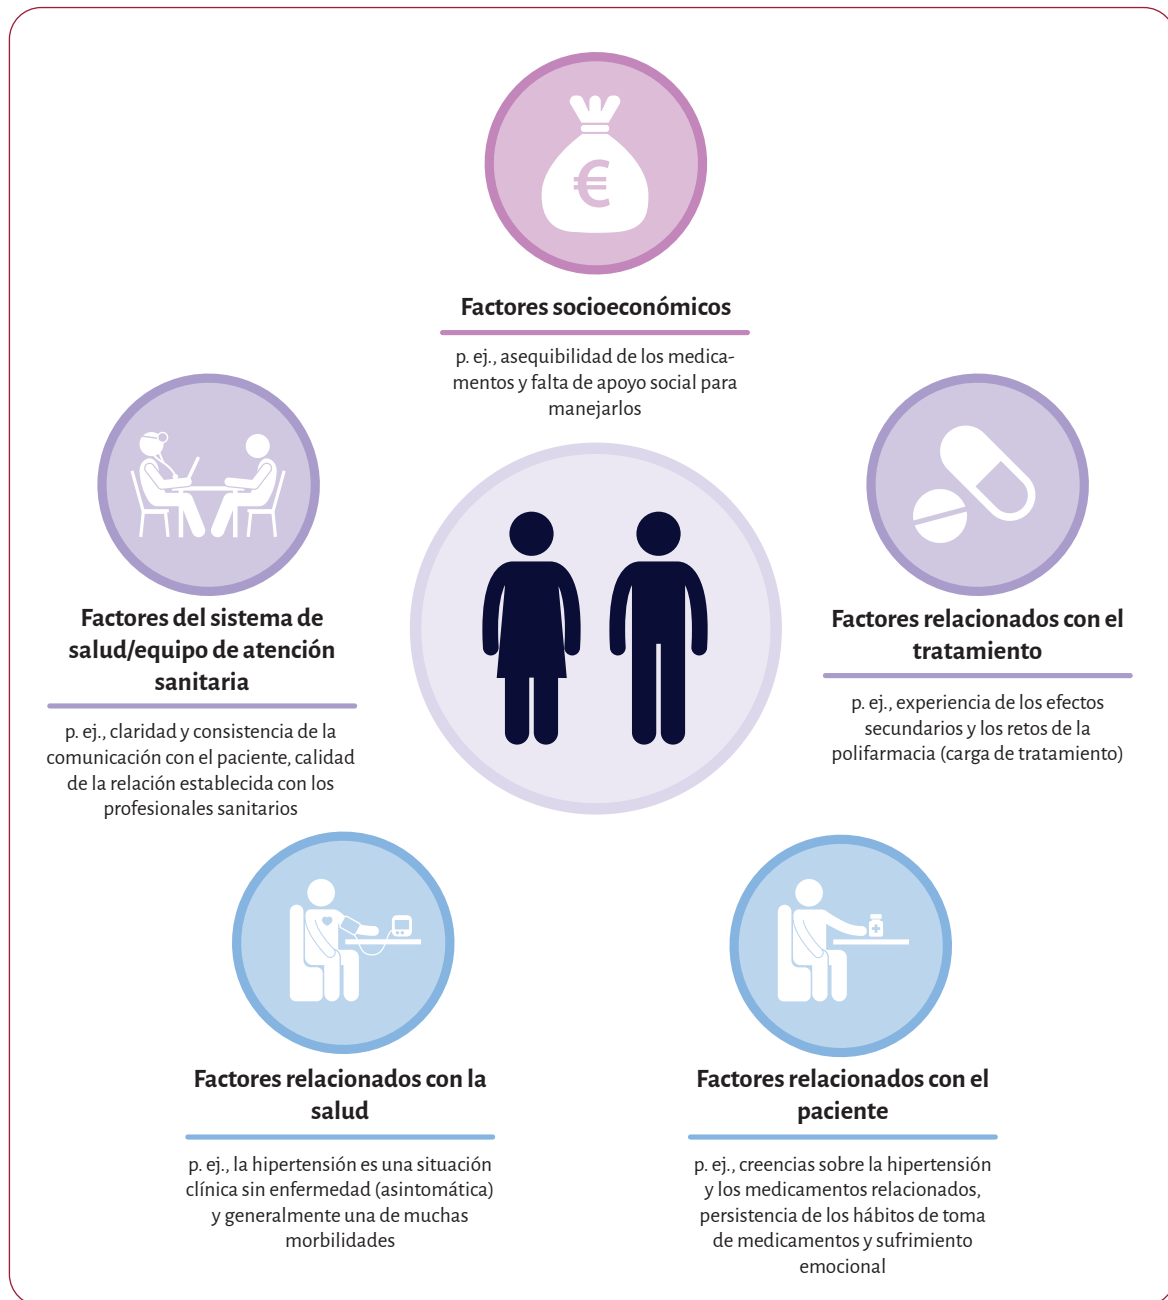 €
Factores socioeconómicos
p. ej., asequibilidad de los medica-
mentos y falta de apoyo social para
manejarlos
Factores del sistema de
salud/equipo de atención
sanitaria
p. ej., claridad y consistencia de la
comunicación con el paciente, calidad
de la relación establecida con los
profesionales sanitarios
Factores relacionados con el
tratamiento
p. ej., experiencia de los efectos
secundarios y los retos de la
polifarmacia (carga de tratamiento)
Factores relacionados con la
salud
p. ej., la hipertensión es una situación
clínica sin enfermedad (asintomática)
y generalmente una de muchas
morbilidades
Factores relacionados con el
paciente
p. ej., creencias sobre la hipertensión
y los medicamentos relacionados,
persistencia de los hábitos de toma
de medicamentos y sufrimiento
emocional